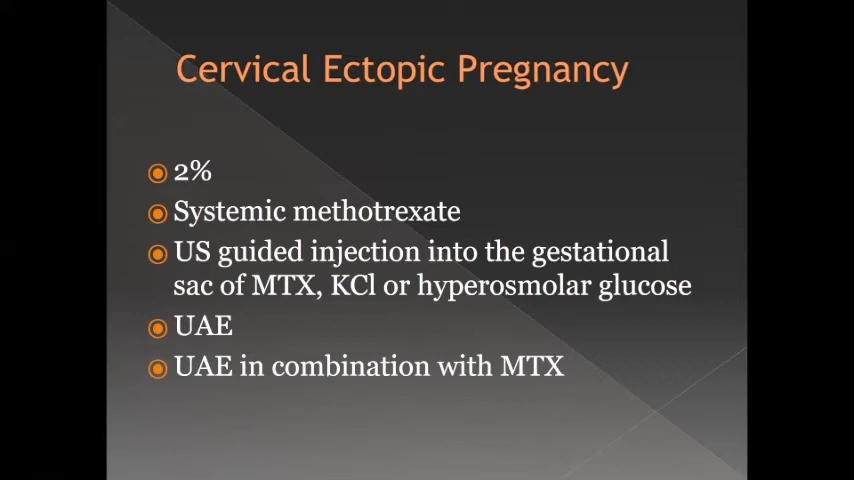 Cervical Ectopic Pregnancy
2%
Systemic methotrexate
US guided injection into the gestational
sac of MTX, KCl or hyperosmolar glucose
UAE
UAE in combination with MTX